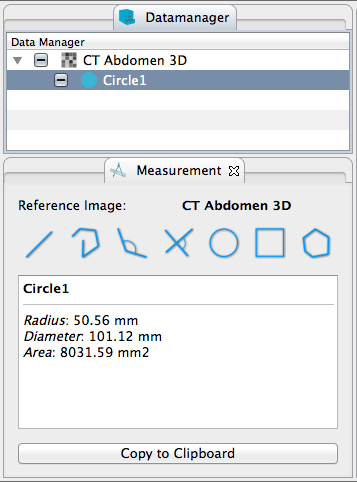 Datamanager
Data Manager
CT Abdomen 3D
Circle1
Measurement
Reference Image: CT Abdomen 3D
Circle1
Radius: 50.56 mm
Diameter: 101.12 mm
Area: 8031.59 mm2
Copy to Clipboard